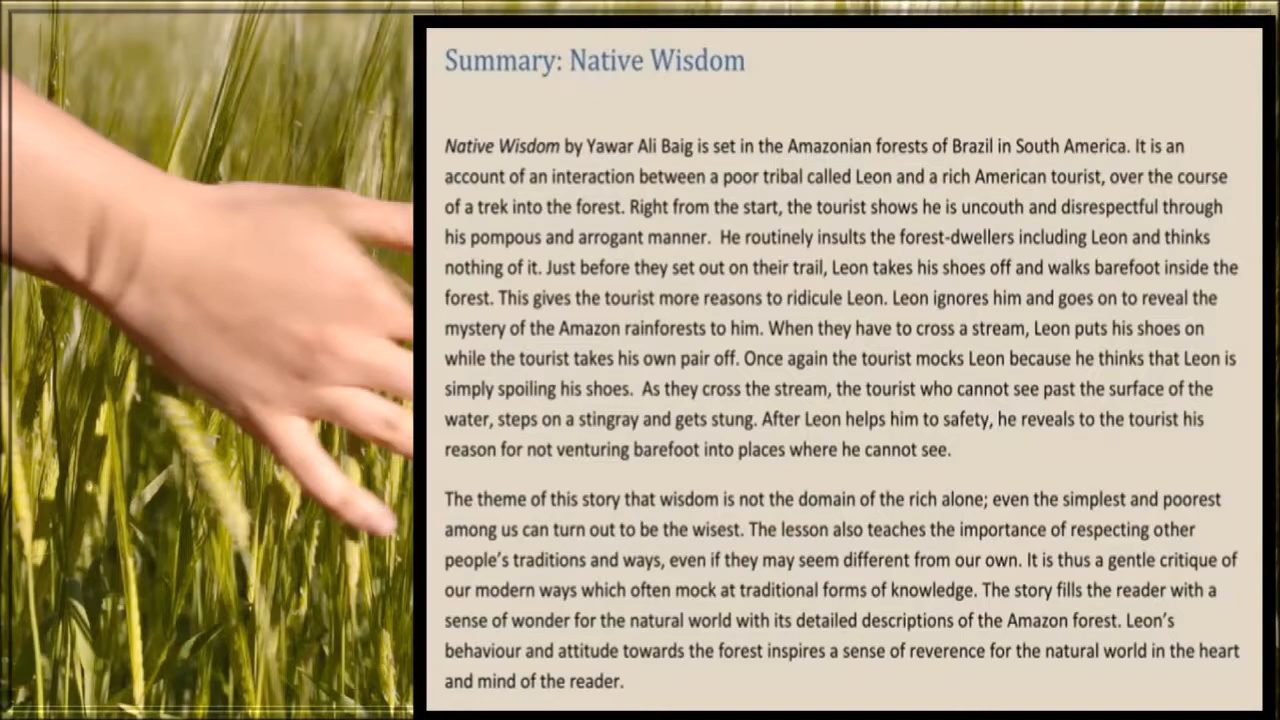 Summary: Native Wisdom
Native Wisdom by Yawar Ali Baig is set in the Amazonian forests of Brazil in South America. It is an
account of an interaction between a poor tribal called Leon and a rich American tourist, over the course
of a trek into the forest. Right from the start, the tourist shows he is uncouth and disrespectful through
his pompous and arrogant manner.  He routinely insults the forest-dwellers including Leon and thinks
nothing of it. Just before they set out on their trail, Leon takes his shoes off and walks barefoot inside the
forest. This gives the tourist more reasons to ridicule Leon. Leon ignores him and goes on to reveal the
mystery of the Amazon rainforests to him. When they have to cross a stream, Leon puts his shoes on
while the tourist takes his own pair off. Once again the tourist mocks Leon because he thinks that Leon is
simply spoiling his shoes.  As they cross the stream, the tourist who cannot see past the surface of the
water, steps on a stingray and gets stung. After Leon helps him to safety, he reveals to the tourist his
reason for not venturing barefoot into places where he cannot see.
The theme of this story that wisdom is not the domain of the rich alone; even the simplest and poorest
among us can turn out to be the wisest. The lesson also teaches the importance of respecting other
people's traditions and ways, even if they may seem different from our own. It is thus a gentle critique of
our modern ways which often mock at traditional forms of knowledge. The story fills the reader with a
sense of wonder for the natural world with its detailed descriptions of the Amazon forest. Leon's
behaviour and attitude towards the forest inspires a sense of reverence for the natural world in the heart
and mind of the reader.